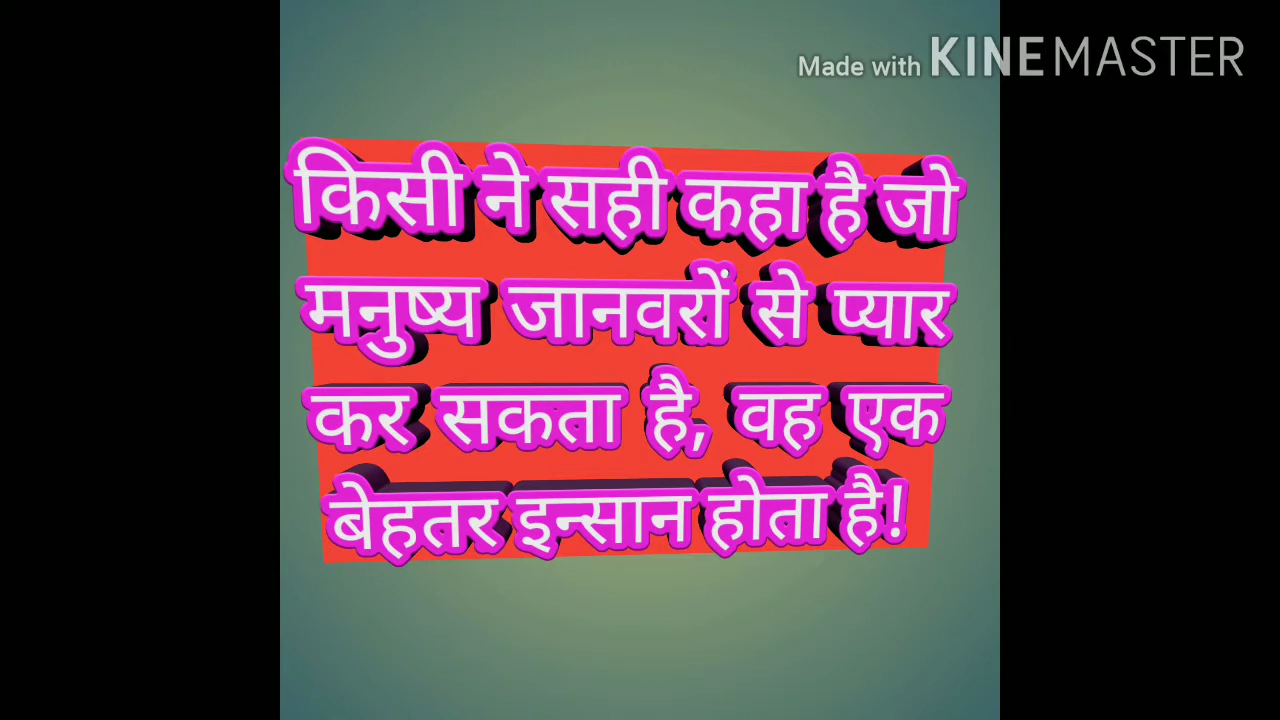 Made with KINEMASTER
किसी ने सही कहा है जो
मनुष्य जानवरों से प्यार
कर सकता है, वह एक
बेहतर इन्सान होता है!